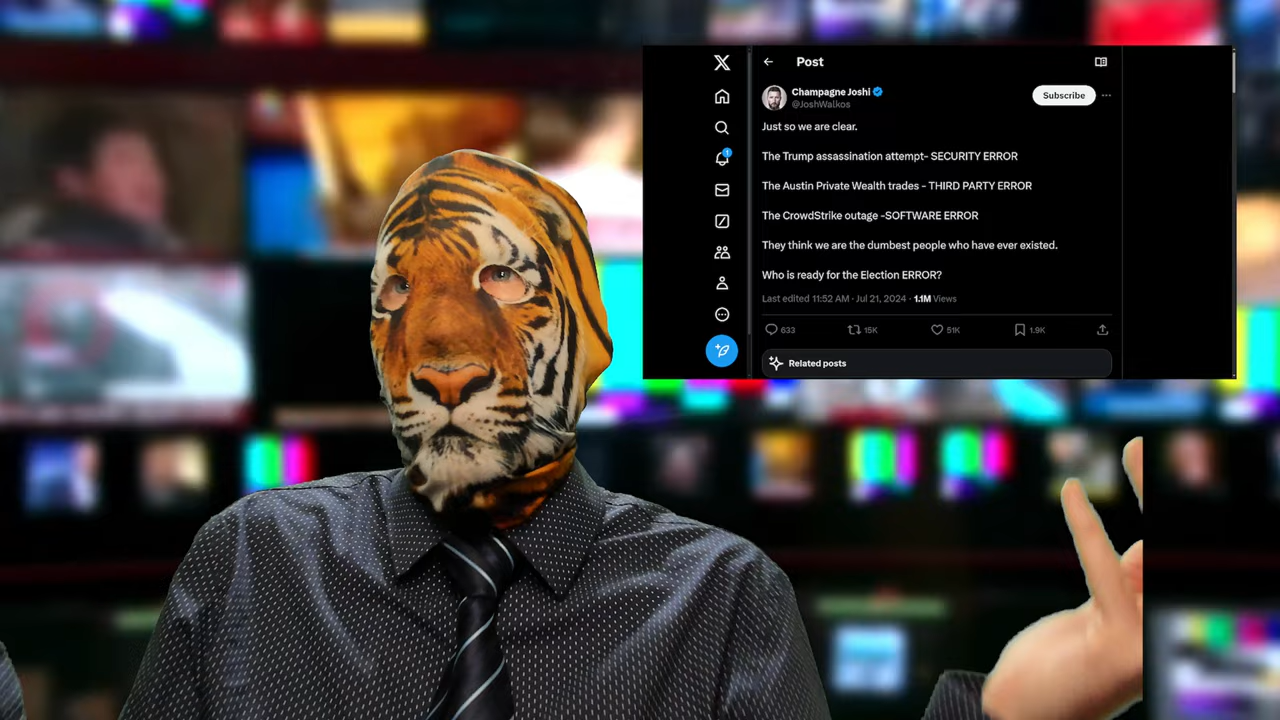 Post
Champagne Joshi
@JoshWalkos
Subscribe
Just so we are clear.
The Trump assassination attempt- SECURITY ERROR
The Austin Private Wealth trades - THIRD PARTY ERROR
The CrowdStrike outage -SOFTWARE ERROR
They think we are the dumbest people who have ever existed.
Who is ready for the Election ERROR?
Last edited 11:52 AM · Jul 21, 2024 · 1.1M Views
633 15K 51K 1.9K
Related posts